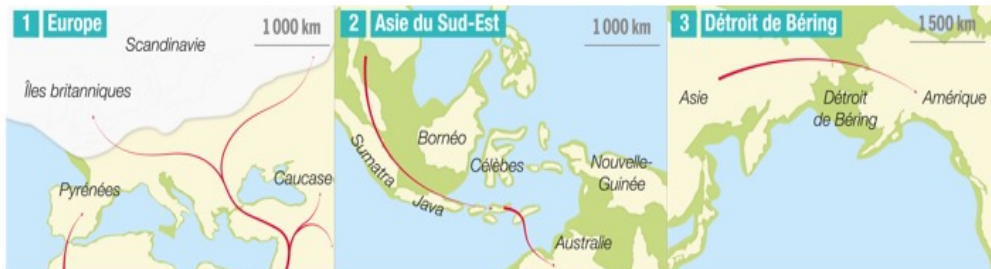 1 Europe
1 000 km
Scandinavie
Îles britanniques
Pyrénées
Caucase
2 Asie du Sud-Est
1 000 km
Bornéo
Sumatra
Célèbes
Nouvelle-
Guinée
Java
Australie
3 Détroit de Béring
1 500 km
Asie
Détroit
de Béring
Amérique